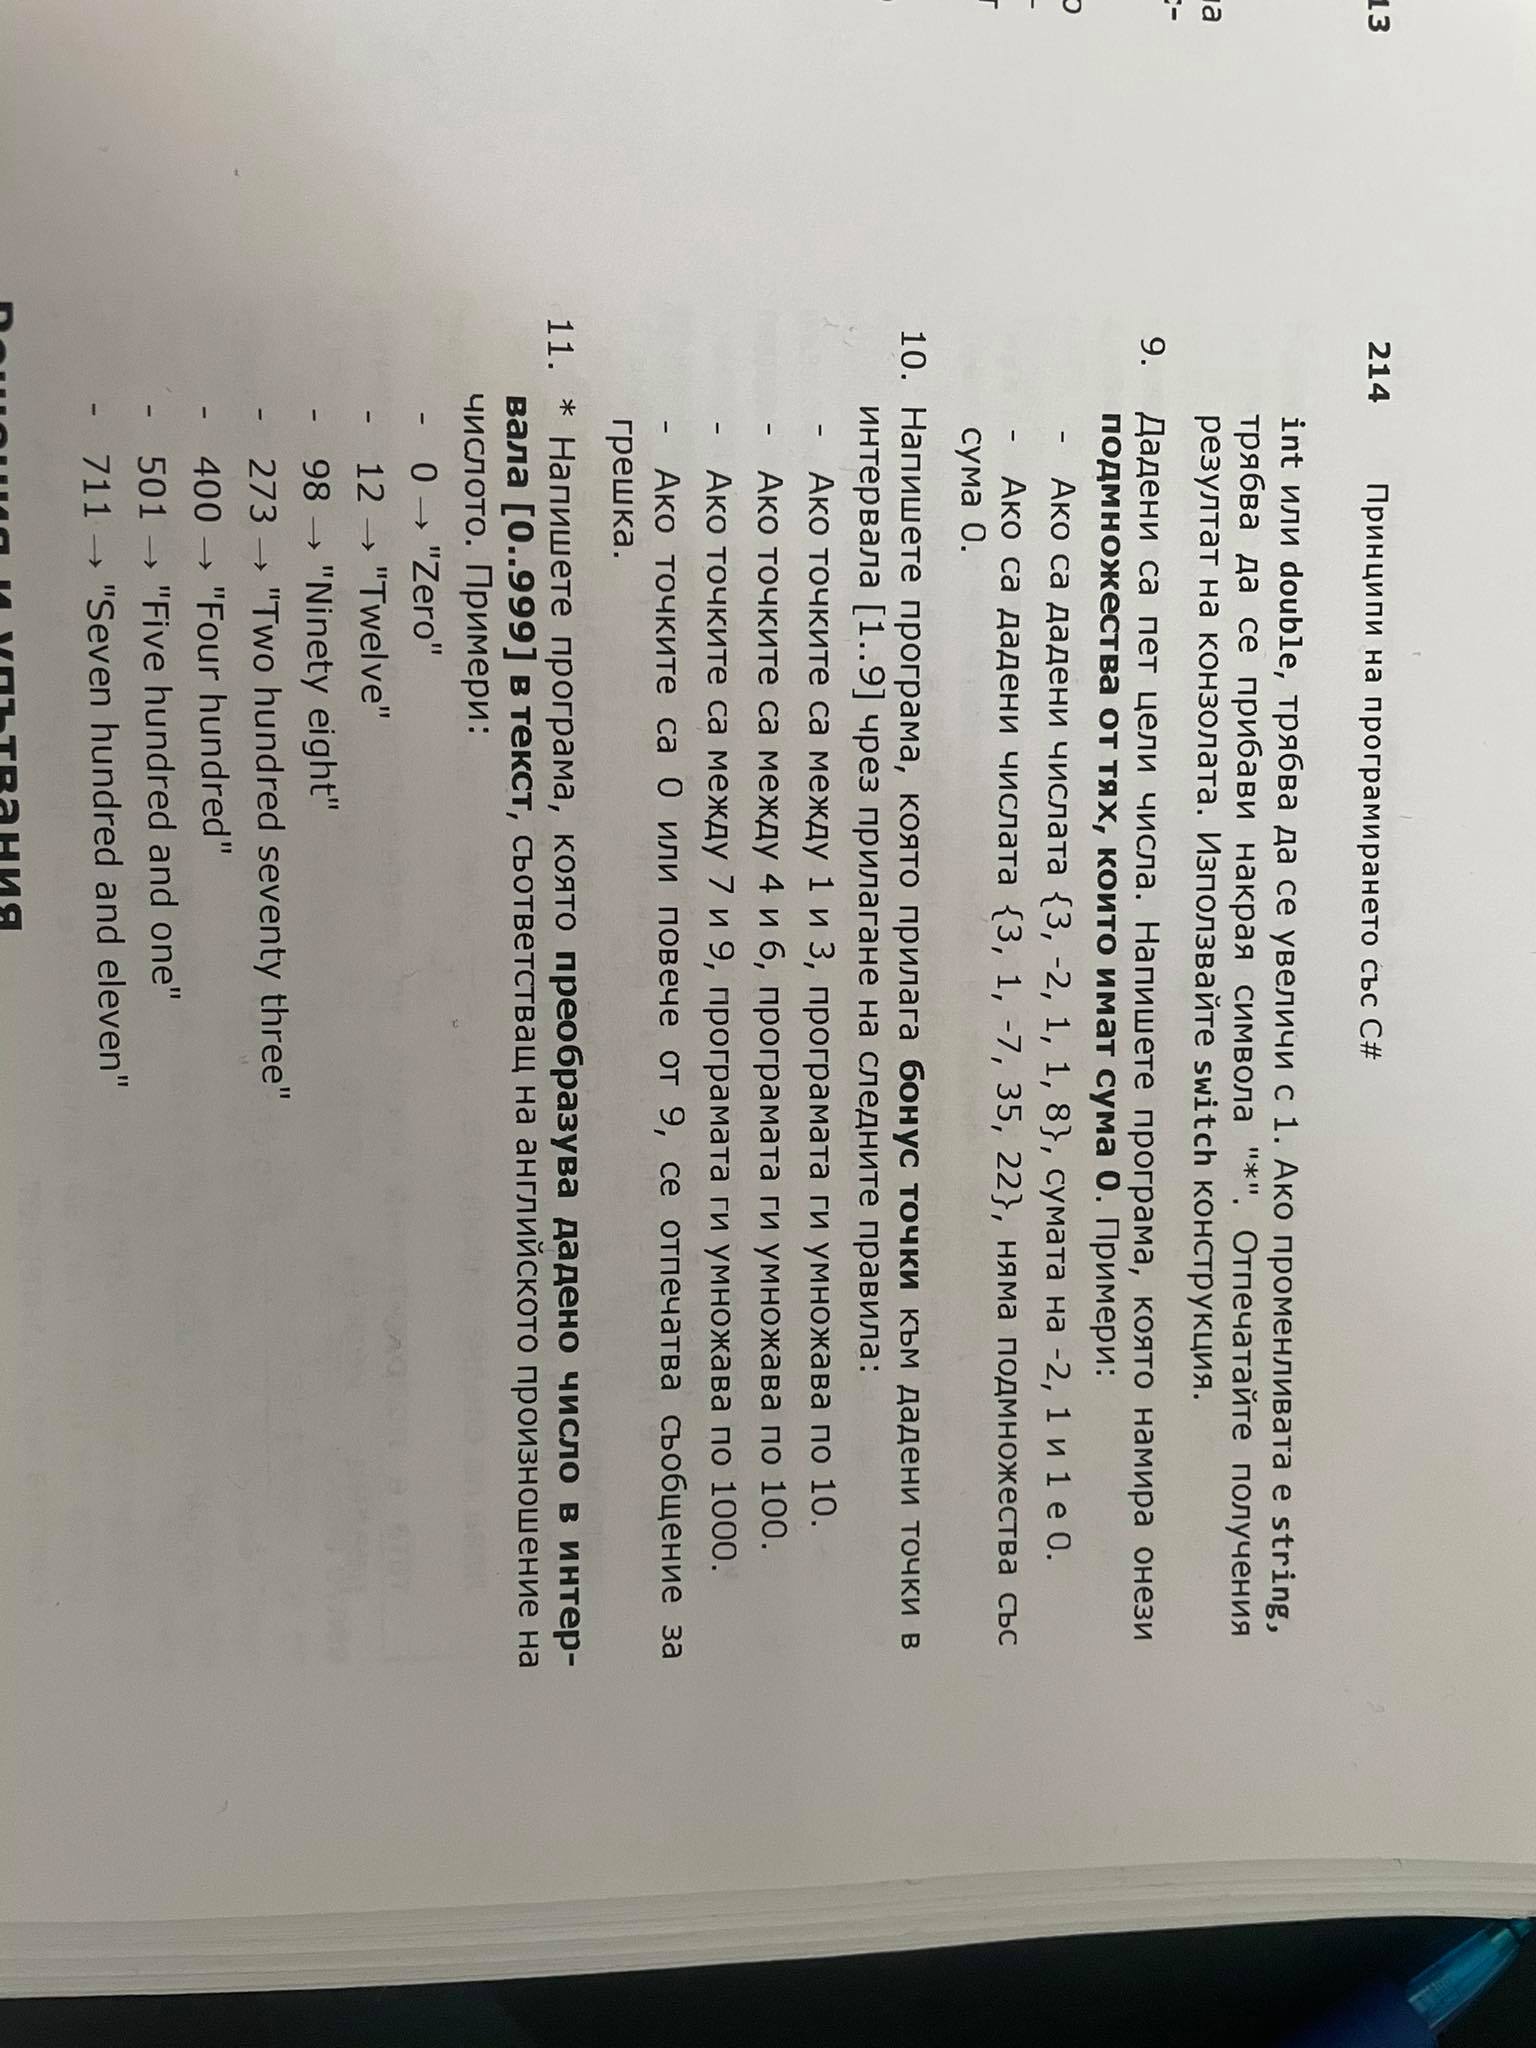 13
214 Принципи на програмирането със C#
int или double, трябва да се увеличи с 1. Ако променливата е string,
трябва да се прибави накрая символа "*". Отпечатайте получения
резултат на конзолата. Използвайте switch конструкция.
9. Дадени са пет цели числа. Напишете програма, която намира онези
подмножества от тях, които имат сума 0. Примери:
- Ако са дадени числата {3, -2, 1, 1, 8}, сумата на -2, 1 и 1 е 0.
- Ако са дадени числата {3, 1, -7, 35, 22}, няма подмножества със
сума 0.
10. Напишете програма, която прилага бонус точки към дадени точки в
интервала [1..9] чрез прилагане на следните правила:
- Ако точките са между 1 и 3, програмата ги умножава по 10.
- Ако точките са между 4 и 6, програмата ги умножава по 100.
- Ако точките са между 7 и 9, програмата ги умножава по 1000.
- Ако точките са 0 или повече от 9, се отпечатва съобщение за
грешка.
11. * Напишете програма, която преобразува дадено число в интер-
вала [0..999] в текст, съответстващ на английското произношение на
числото. Примери:
- 0 → "Zero"
- 12 → "Twelve"
- 98 → "Ninety eight"
- 273 → "Two hundred seventy three"
- 400 → "Four hundred"
- 501 → "Five hundred and one"
- 711 → "Seven hundred and eleven"
Решения и упътвания